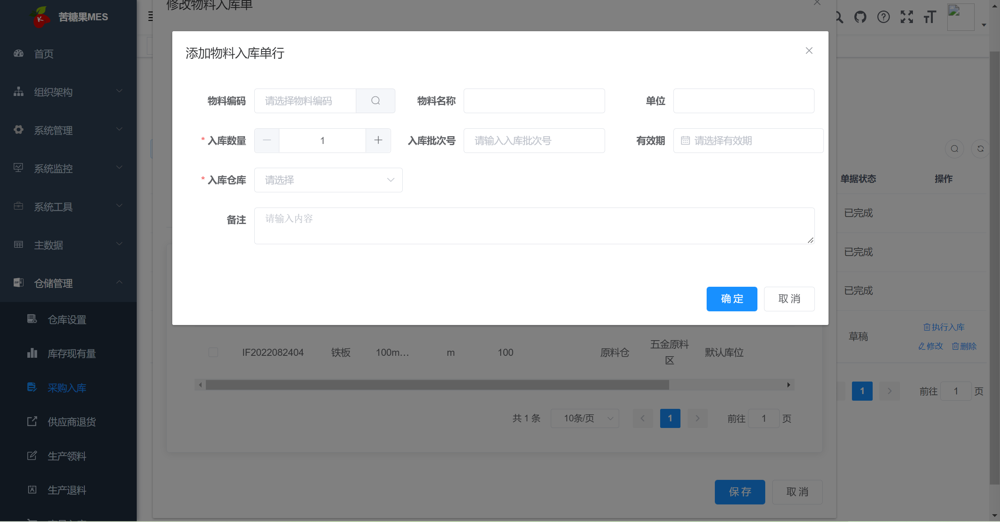 苦糖果MES
首页
组织架构
系统管理
系统监控
系统工具
主数据
仓储管理
仓库设置
库存现有量
采购入库
供应商退货
生产领料
生产退料
修改物料入库单
添加物料入库单行
物料编码 请选择物料编码 物料名称 单位
* 入库数量 1 入库批次号 请输入入库批次号 有效期 请选择有效期
* 入库仓库 请选择
备注 请输入内容
确 定 取 消
IF2022082404 铁板 100m... m 100 原料仓 五金原料区 默认库位
共 1 条 10条/页 1 前往 1 页
保 存 取 消
单据状态 操作
已完成
已完成
已完成
草稿 执行入库
修改 删除
1 前往 1 页